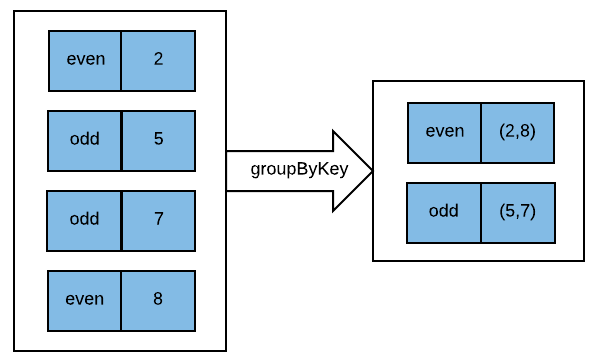 even 2
odd 5
odd 7
even 8
groupByKey
even (2,8)
odd (5,7)